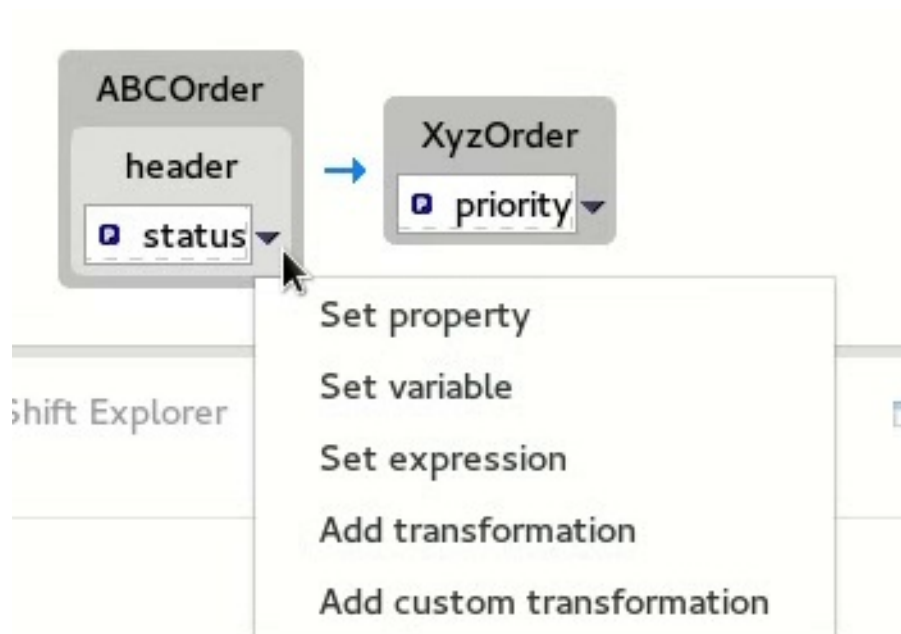 ABCOrder
header
status
XyzOrder
priority
Set property
Set variable
Set expression
Add transformation
Add custom transformation
Shift Explorer